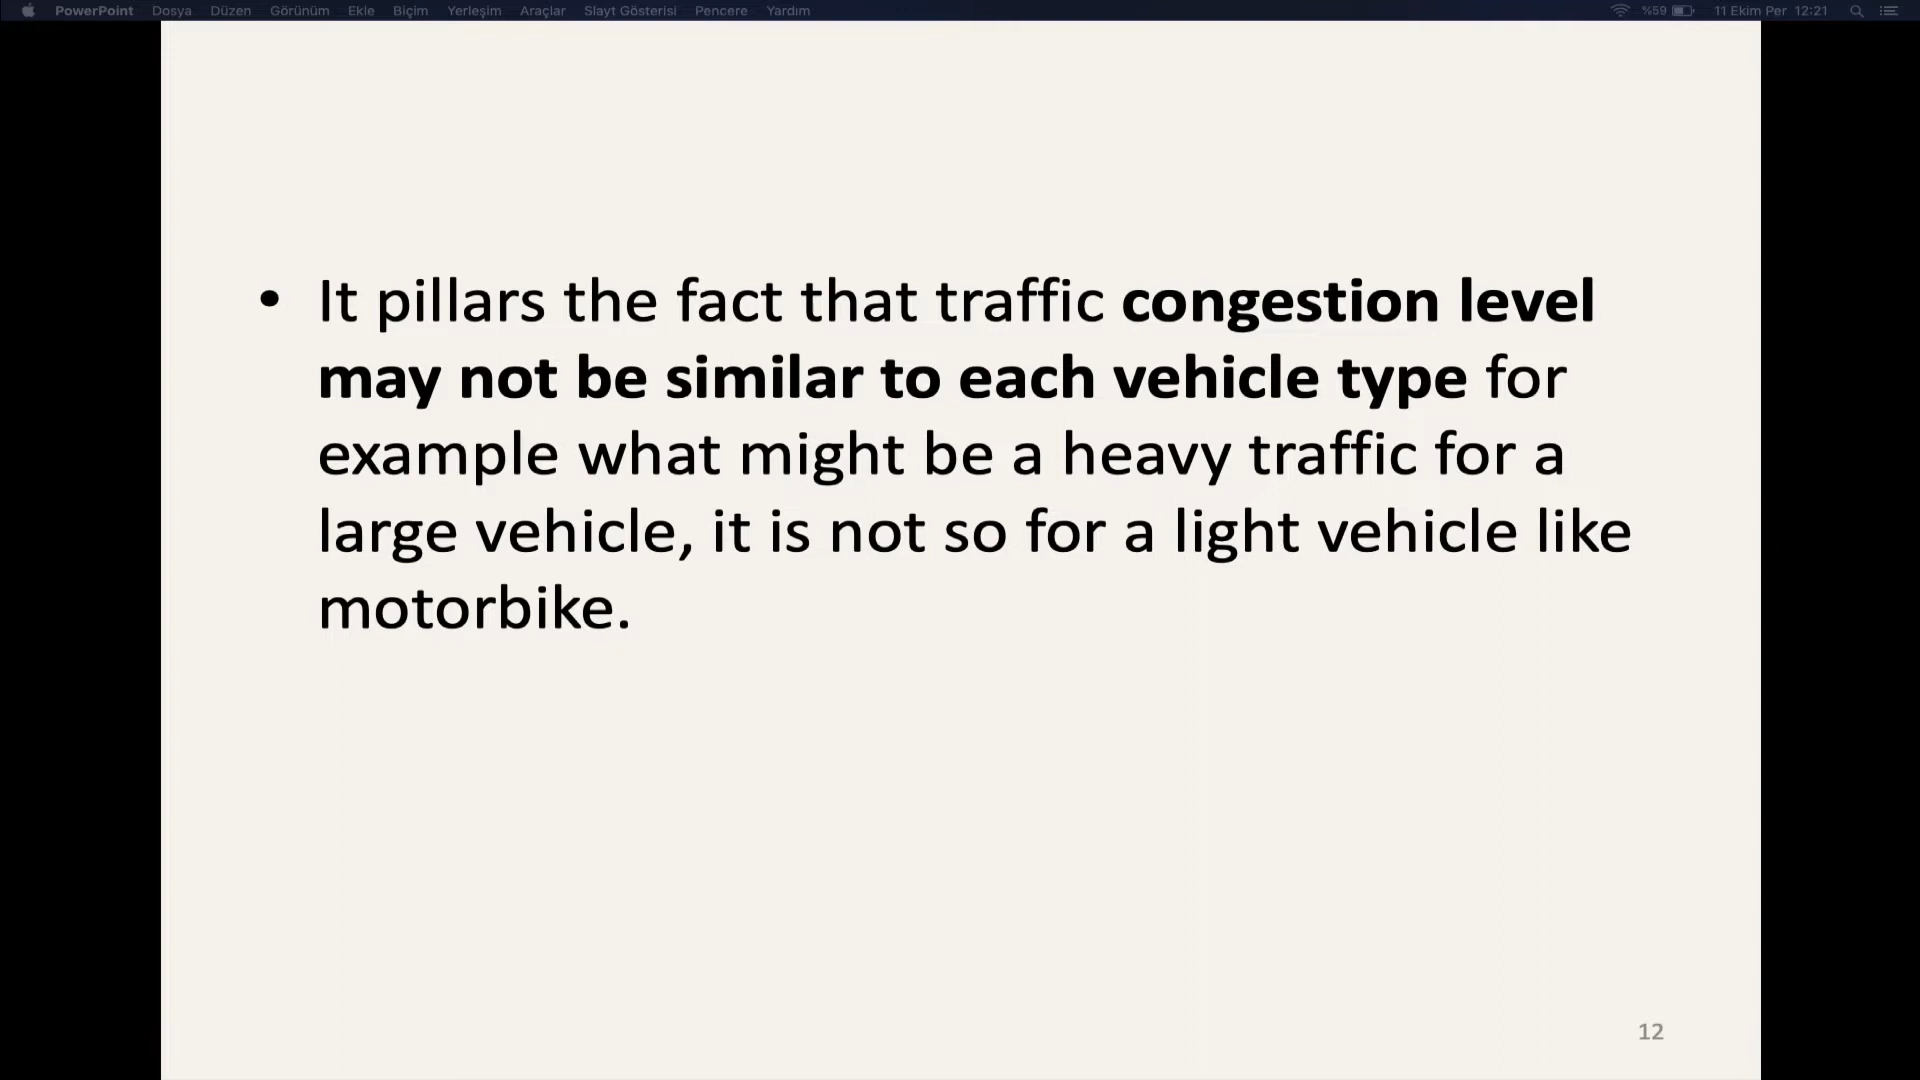 PowerPoint Dosya Düzen Görünüm Ekle Biçim Yerleşim Araçlar Slayt Gösterisi Pencere Yardım %59 11 Ekim Per 12:21
• It pillars the fact that traffic congestion level
may not be similar to each vehicle type for
example what might be a heavy traffic for a
large vehicle, it is not so for a light vehicle like
motorbike.
12